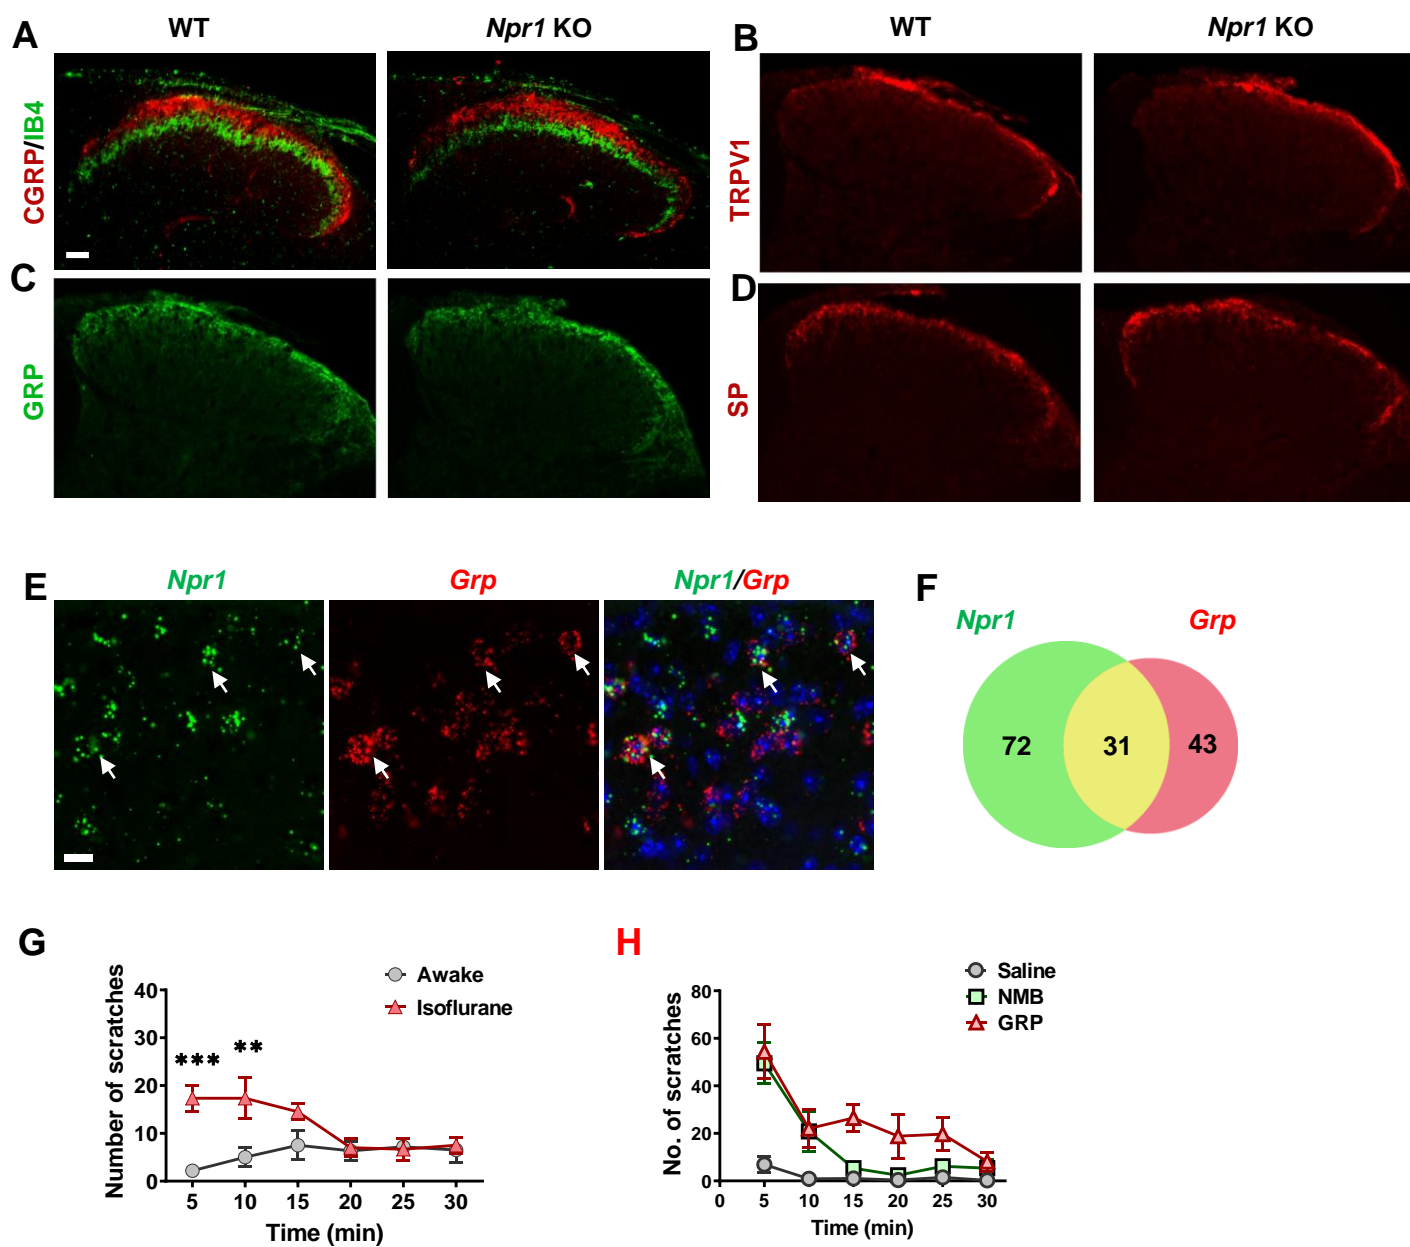 A
WT
Npr1 KO
CGRP/IB4
B
WT
Npr1 KO
TRPV1
C
GRP
D
SP
E
Npr1
Grp
Npr1/Grp
F
Npr1
Grp
72
31
43
G
Awake
Isoflurane
Number of scratches
40
30
20
10
0
***
**
5 10 15 20 25 30
Time (min)
H
Saline
NMB
GRP
No. of scratches
80
60
40
20
0
0 5 10 15 20 25 30
Time (min)